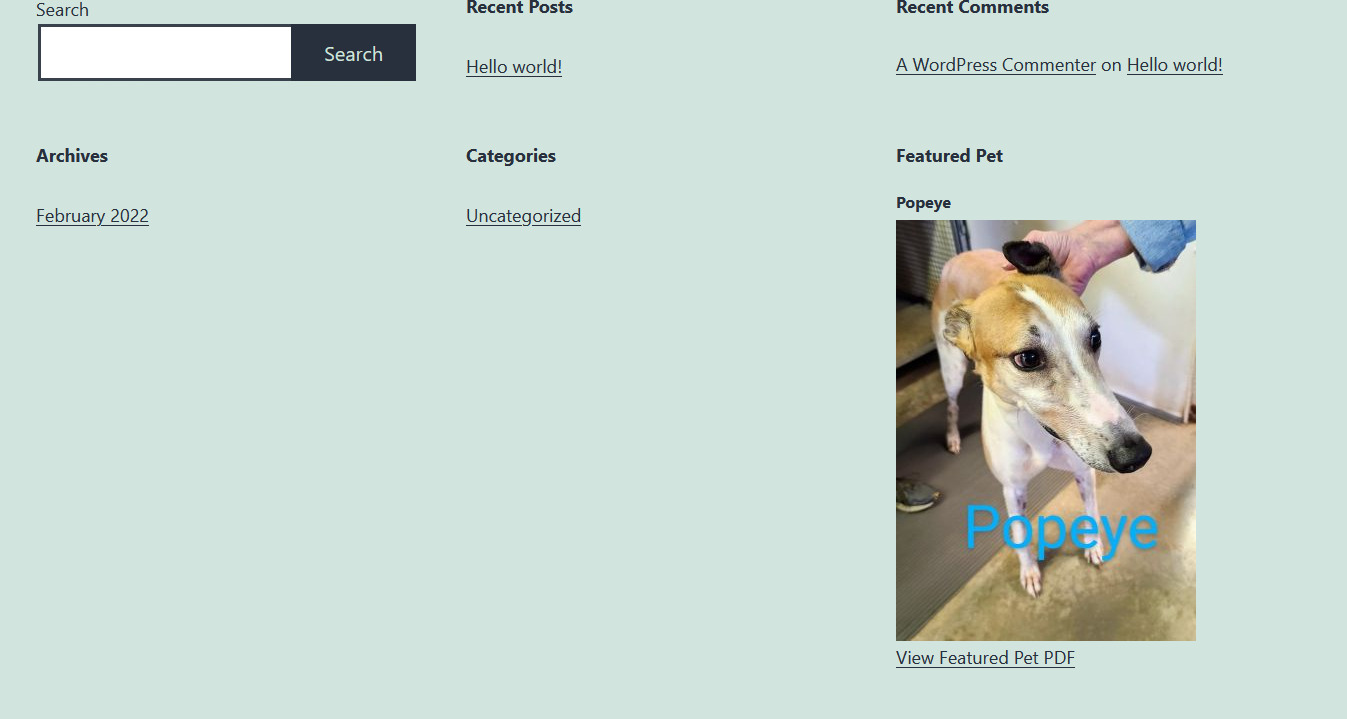 Search
Search
Recent Posts
Hello world!
Recent Comments
A WordPress Commenter on Hello world!
Archives
February 2022
Categories
Uncategorized
Featured Pet
Popeye
Popeye
View Featured Pet PDF